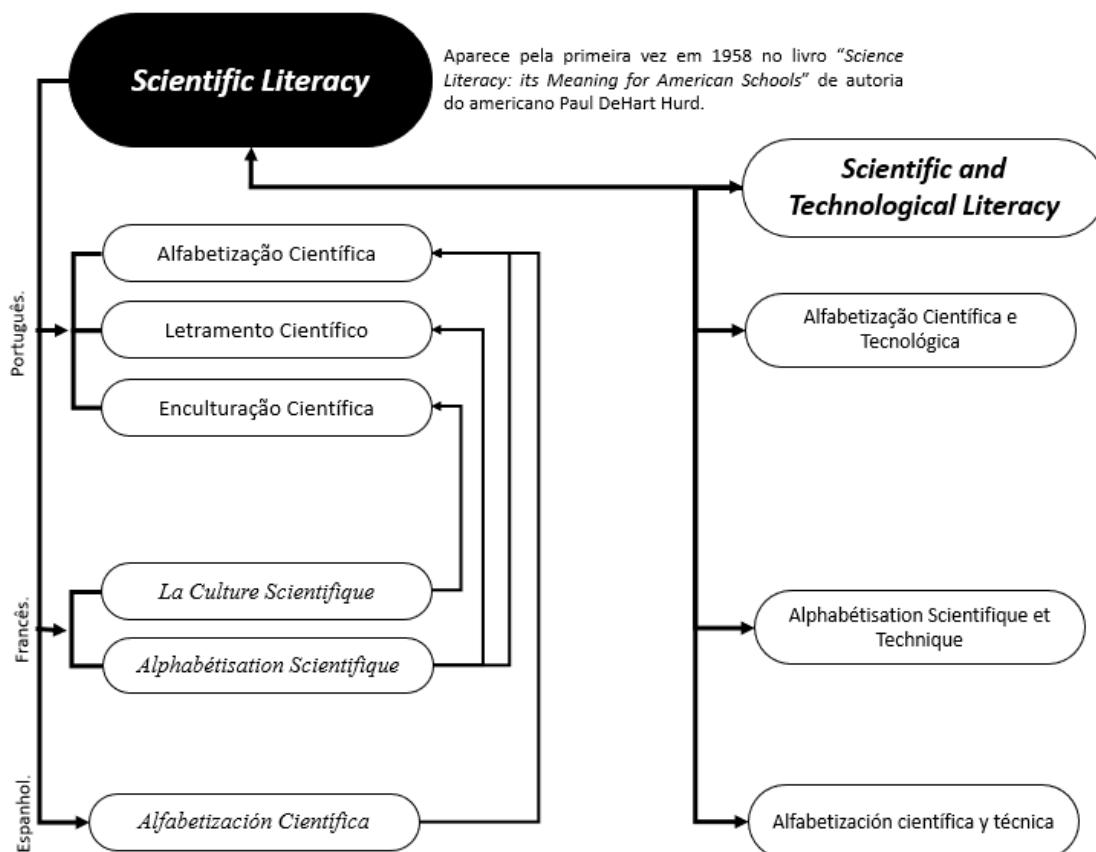 Scientific Literacy
Aparece pela primeira vez em 1958 no livro “Science
Literacy: its Meaning for American Schools” de autoria
do americano Paul DeHart Hurd.
Scientific and
Technological Literacy
Português.
Alfabetização Científica
Letramento Científico
Enculturação Científica
Alfabetização Científica e
Tecnológica
Francês.
La Culture Scientifique
Alphabétisation Scientifique
Alphabétisation Scientifique et
Technique
Espanhol.
Alfabetización Científica
Alfabetización científica y técnica